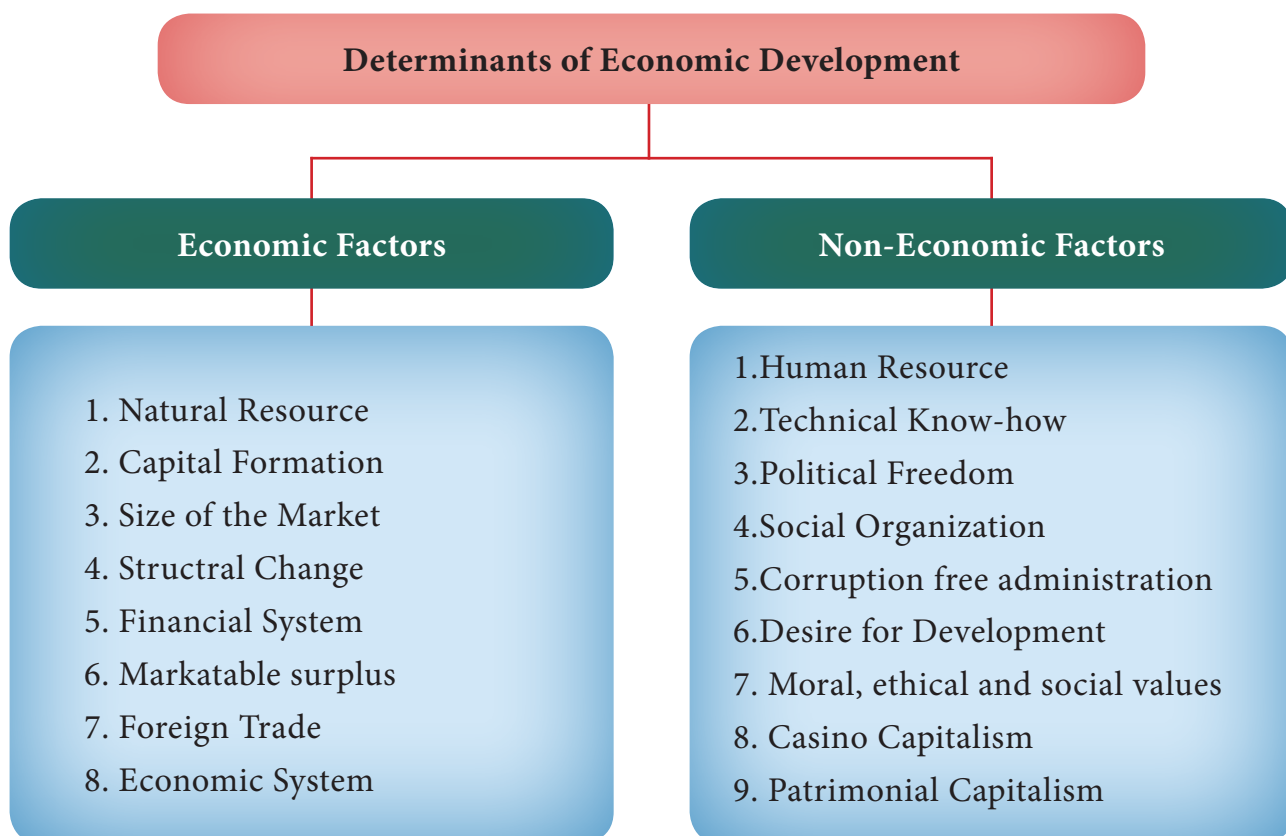 Determinants of Economic Development
Economic Factors
1. Natural Resource
2. Capital Formation
3. Size of the Market
4. Structral Change
5. Financial System
6. Markatable surplus
7. Foreign Trade
8. Economic System
Non-Economic Factors
1.Human Resource
2.Technical Know-how
3.Political Freedom
4.Social Organization
5.Corruption free administration
6.Desire for Development
7. Moral, ethical and social values
8. Casino Capitalism
9. Patrimonial Capitalism